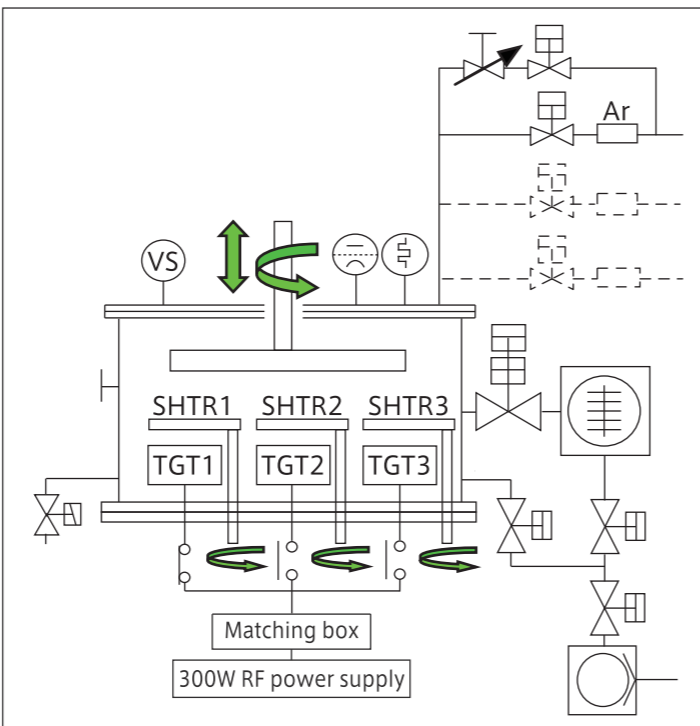 Ar
VS
SHTR1 SHTR2 SHTR3
TGT1 TGT2 TGT3
Matching box
300W RF power supply